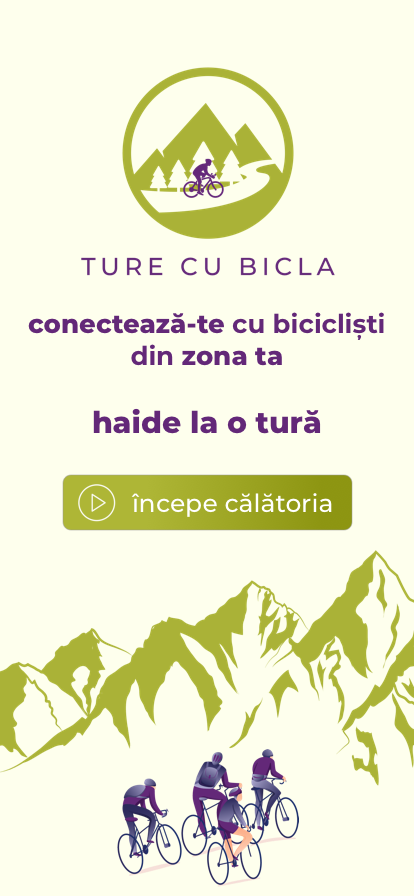 TURE CU BICLA
conectează-te cu bicicliști
din zona ta
haide la o tură
începe călătoria